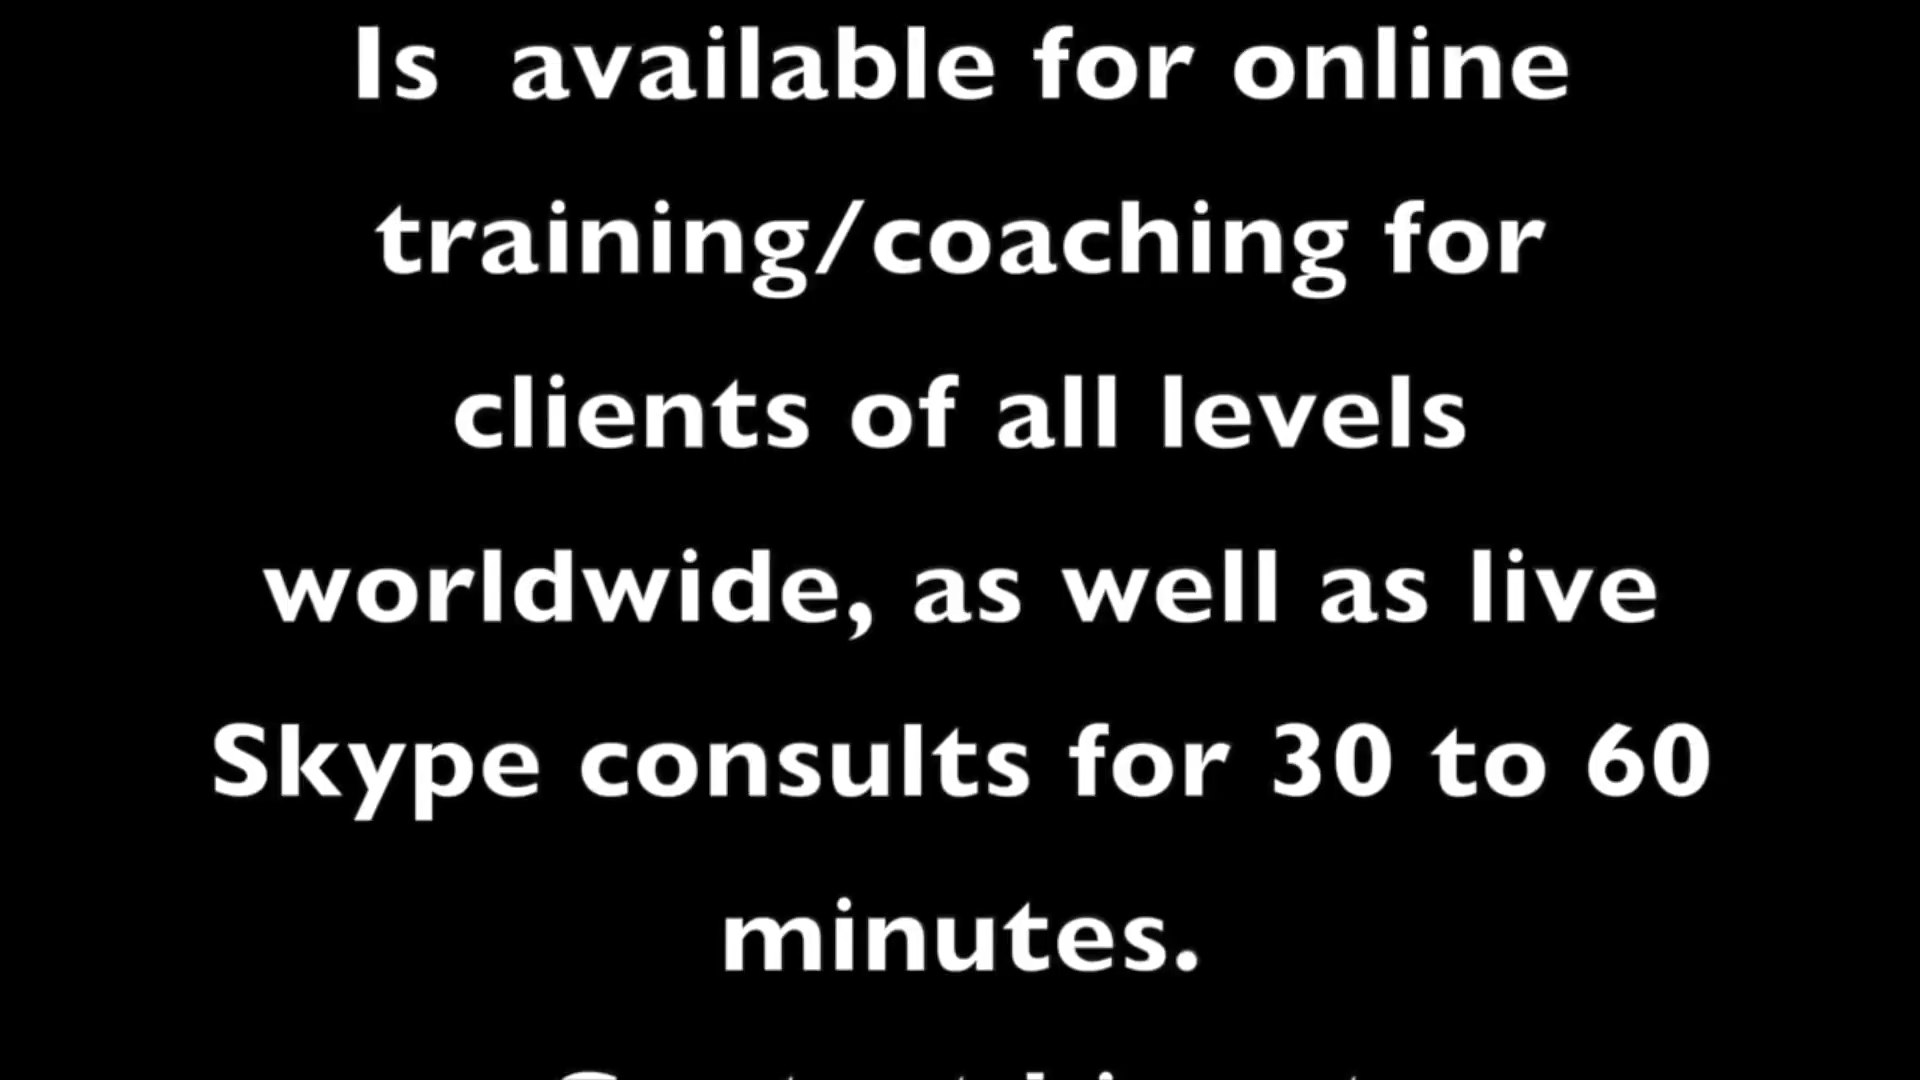 Is  available for online
training/coaching for
clients of all levels
worldwide, as well as live
Skype consults for 30 to 60
minutes.